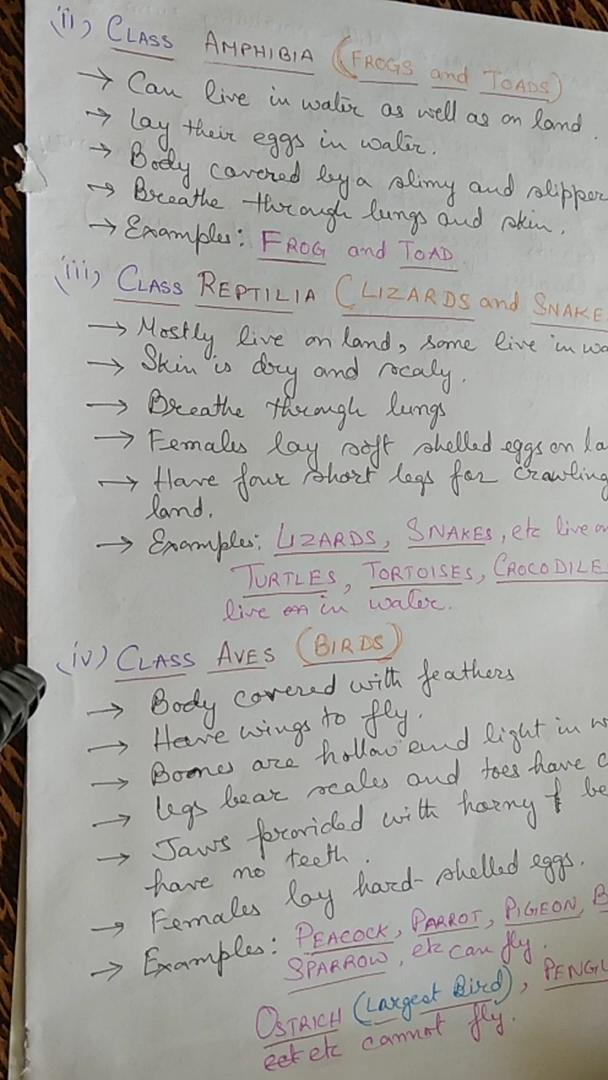 (ii) CLASS AMPHIBIA (FROGS and TOADS)
→ Can live in water as well as on land.
→ Lay their eggs in water.
→ Body covered by a slimy and slipper
→ Breathe through lungs and skin.
→ Examples: FROG and TOAD
(iii) CLASS REPTILIA (LIZARDS and SNAKE
→ Mostly live on land, some live in wa
→ Skin is dry and scaly.
→ Breathe through lungs
→ Females lay soft shelled eggs on la
→ Have four short legs for crawling
land.
→ Examples: LIZARDS, SNAKES, etc live on
TURTLES, TORTOISES, CROCODILE
live in water.
(iv) CLASS AVES (BIRDS)
→ Body covered with feathers
→ Have wings to fly.
→ Bones are hollow and light in w
→ Legs bear scales and toes have c
→ Jaws provided with horny be
have no teeth.
→ Females lay hard-shelled eggs.
→ Examples: PEACOCK, PARROT, PIGEON, B
SPARROW, etc can fly.
OSTRICH (Largest Bird), PENGU
etc cannot fly.